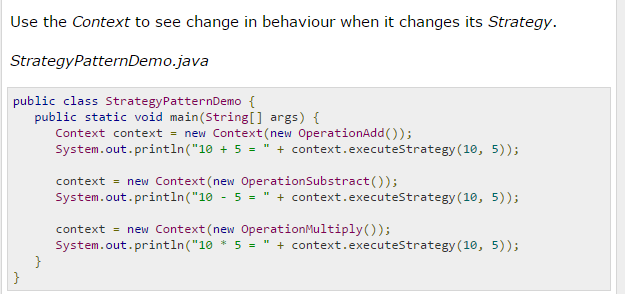 Use the Context to see change in behaviour when it changes its Strategy.
StrategyPatternDemo.java
public class StrategyPatternDemo {
   public static void main(String[] args) {
      Context context = new Context(new OperationAdd());
      System.out.println("10 + 5 = " + context.executeStrategy(10, 5));

      context = new Context(new OperationSubstract());
      System.out.println("10 - 5 = " + context.executeStrategy(10, 5));

      context = new Context(new OperationMultiply());
      System.out.println("10 * 5 = " + context.executeStrategy(10, 5));
   }
}